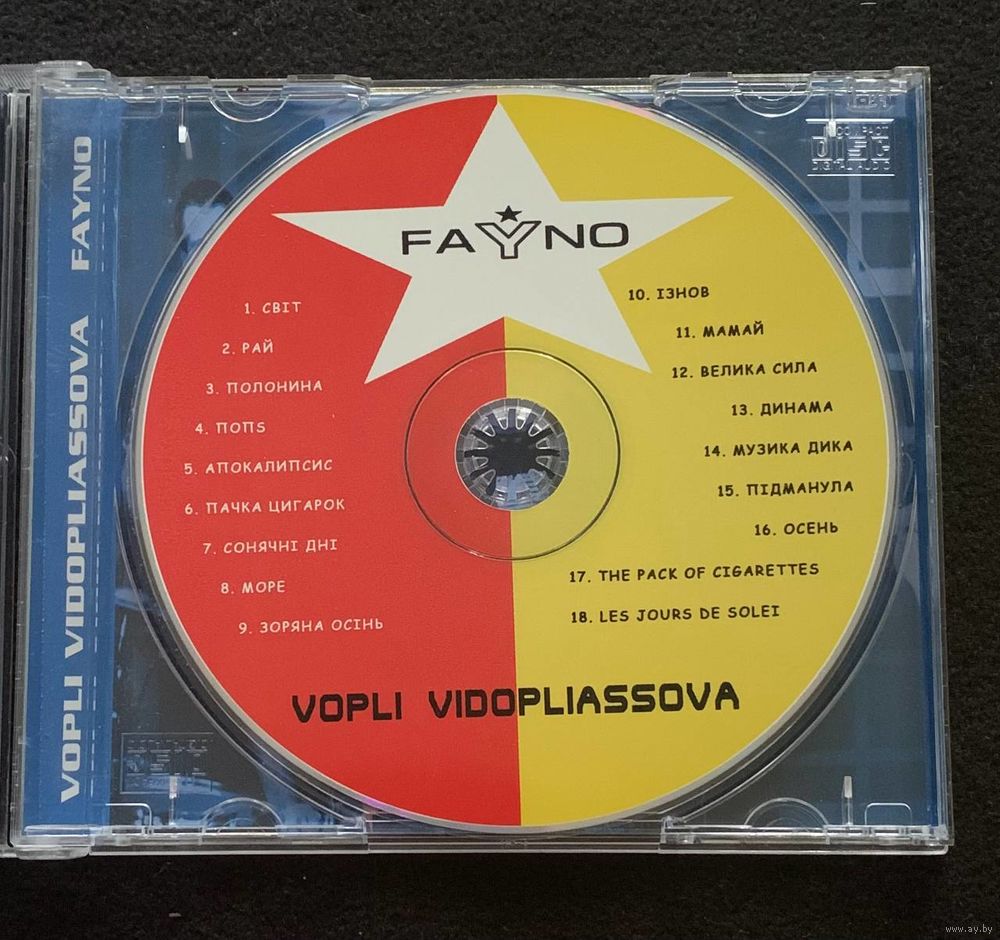 VOPLI VIDOPLIASSOVA FAYNO
COMPACT
DISC
DIGITAL AUDIO
FAYNO
1. СВІТ
2. РАЙ
3. ПОЛОНИНА
4. ПОПS
5. АПОКАЛИПСИС
6. ПАЧКА ЦИГАРОК
7. СОНЯЧНІ ДНІ
8. МОРЕ
9. ЗОРЯНА ОСІНЬ
10. ІЗНОВ
11. МАМАЙ
12. ВЕЛИКА СИЛА
13. ДИНАМА
14. МУЗИКА ДИКА
15. ПІДМАНУЛА
16. ОСЕНЬ
17. THE PACK OF CIGARETTES
18. LES JOURS DE SOLEI
VOPLI VIDOPLIASSOVA
www.ay.by